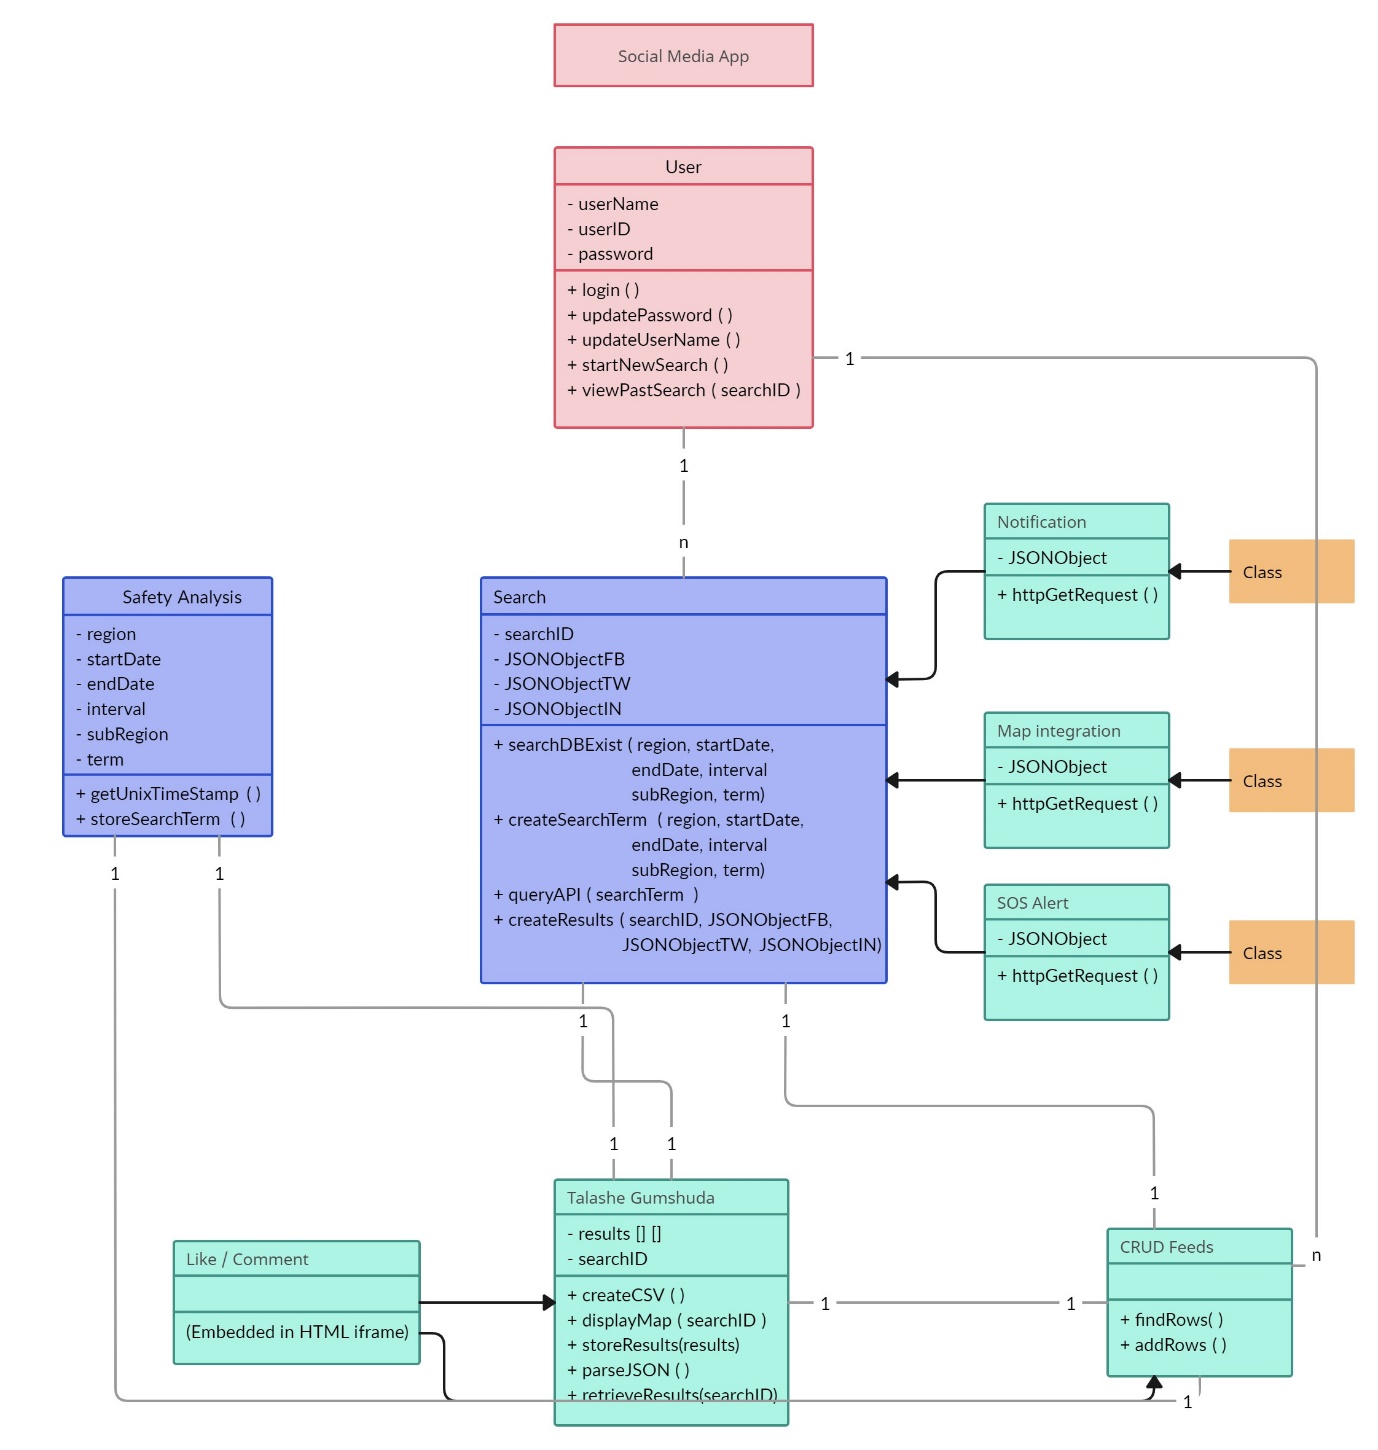 Social Media App
User
- userName
- userID
- password
+ login ( )
+ updatePassword ( )
+ updateUserName ( )
+ startNewSearch ( )
+ viewPastSearch ( searchID )
1
1
n
Notification
- JSONObject
+ httpGetRequest ( )
Class
Safety Analysis
- region
- startDate
- endDate
- interval
- subRegion
- term
+ getUnixTimeStamp ( )
+ storeSearchTerm ( )
1
1
Search
- searchID
- JSONObjectFB
- JSONObjectTW
- JSONObjectIN
+ searchDBExist ( region, startDate,
endDate, interval
subRegion, term)
+ createSearchTerm ( region, startDate,
endDate, interval
subRegion, term)
+ queryAPI ( searchTerm )
+ createResults ( searchID, JSONObjectFB,
JSONObjectTW, JSONObjectIN)
Map integration
- JSONObject
+ httpGetRequest ( )
Class
SOS Alert
- JSONObject
+ httpGetRequest ( )
Class
1
1
1
1
1
Talashe Gumshuda
- results [] []
- searchID
+ createCSV ( )
+ displayMap ( searchID )
+ storeResults(results)
+ parseJSON ( )
+ retrieveResults(searchID)
Like / Comment
(Embedded in HTML iframe)
1
1
CRUD Feeds
+ findRows( )
+ addRows ( )
n
1